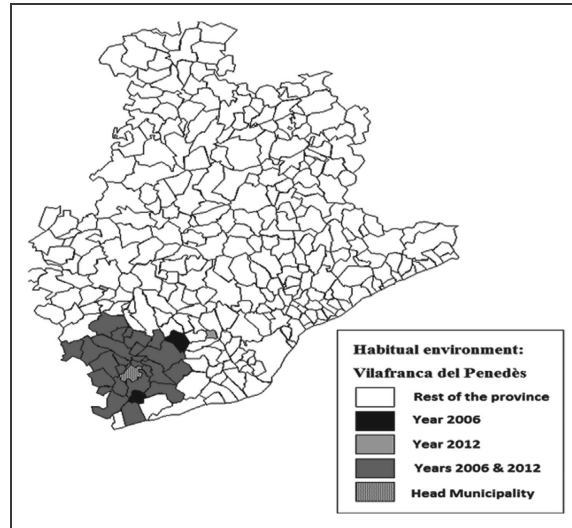 Habitual environment:
Vilafranca del Penedès
Rest of the province
Year 2006
Year 2012
Years 2006 & 2012
Head Municipality